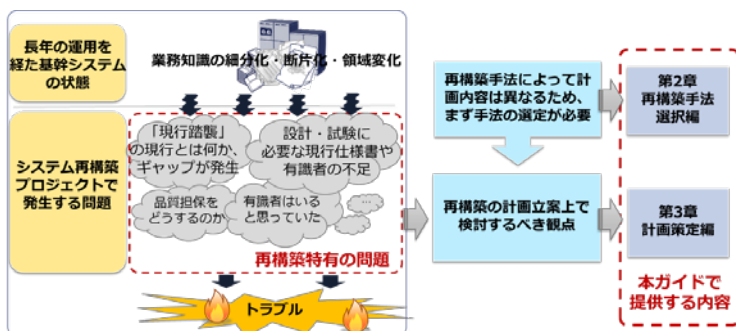 長年の運用を
経た基幹システム
の状態
業務知識の細分化・断片化・領域変化
システム再構築
プロジェクトで
発生する問題
「現行踏襲」
の現行とは何か、
ギャップが発生
設計・試験に
必要な現行仕様書や
有識者の不足
品質担保を
どうするのか
有識者はいる
と思っていた
…
再構築特有の問題
トラブル
再構築手法によって計
画内容は異なるため、
まず手法の選定が必要
再構築の計画立案上で
検討するべき観点
第2章
再構築手法
選択編
第3章
計画策定編
本ガイドで
提供する内容